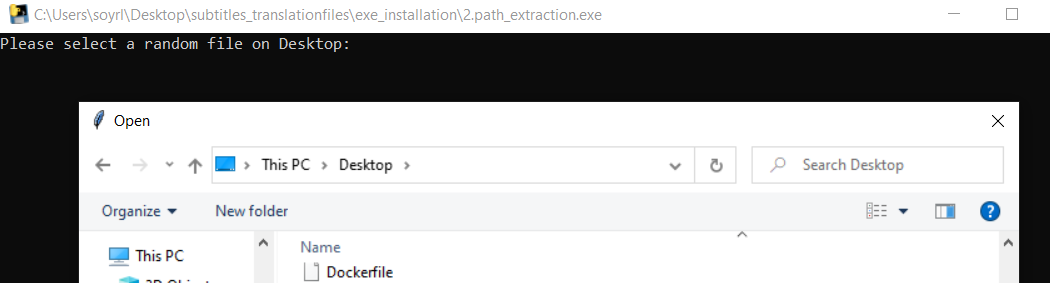 C:\Users\soyrl\Desktop\subtitles_translationfiles\exe_installation\2.path_extraction.exe
Please select a random file on Desktop:
Open
This PC > Desktop >
Search Desktop
Organize
New folder
This PC
Name
Dockerfile